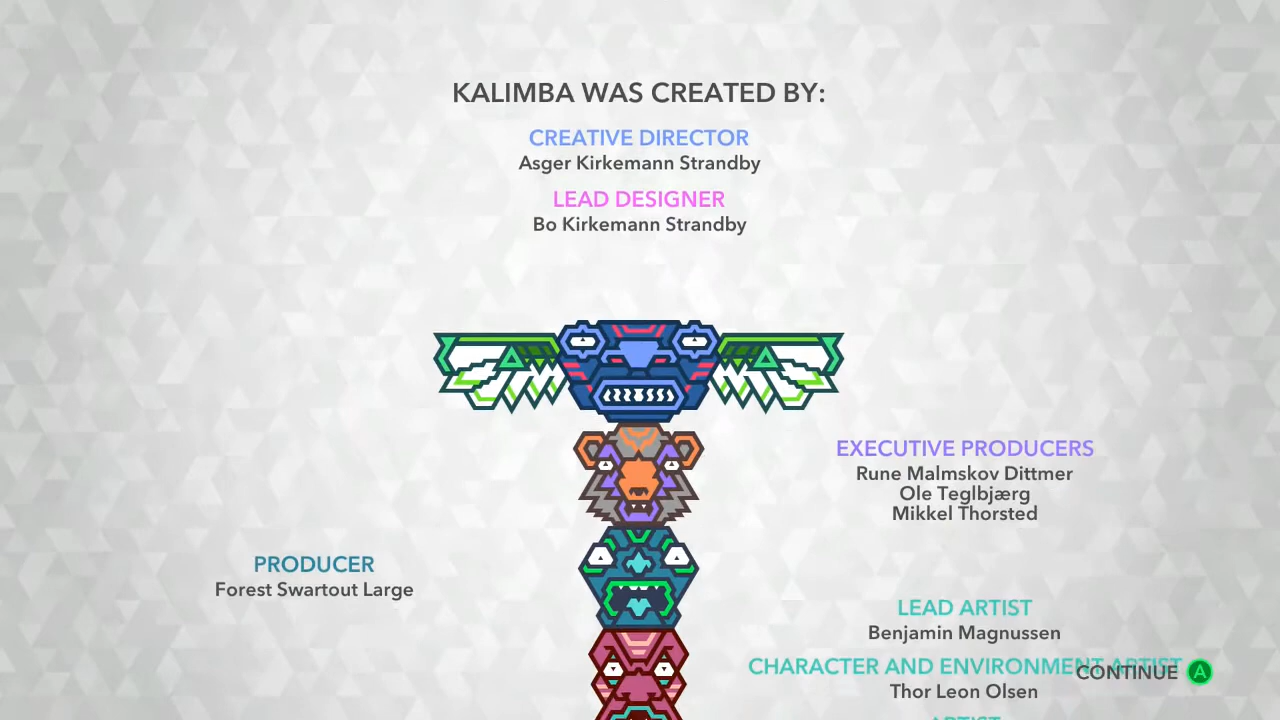 KALIMBA WAS CREATED BY:
CREATIVE DIRECTOR
Asger Kirkemann Strandby
LEAD DESIGNER
Bo Kirkemann Strandby
EXECUTIVE PRODUCERS
Rune Malmskov Dittmer
Ole Teglbjærg
Mikkel Thorsted
PRODUCER
Forest Swartout Large
LEAD ARTIST
Benjamin Magnussen
CHARACTER AND ENVIRONMENT ARTIST
CONTINUE A
Thor Leon Olsen
ARTIST